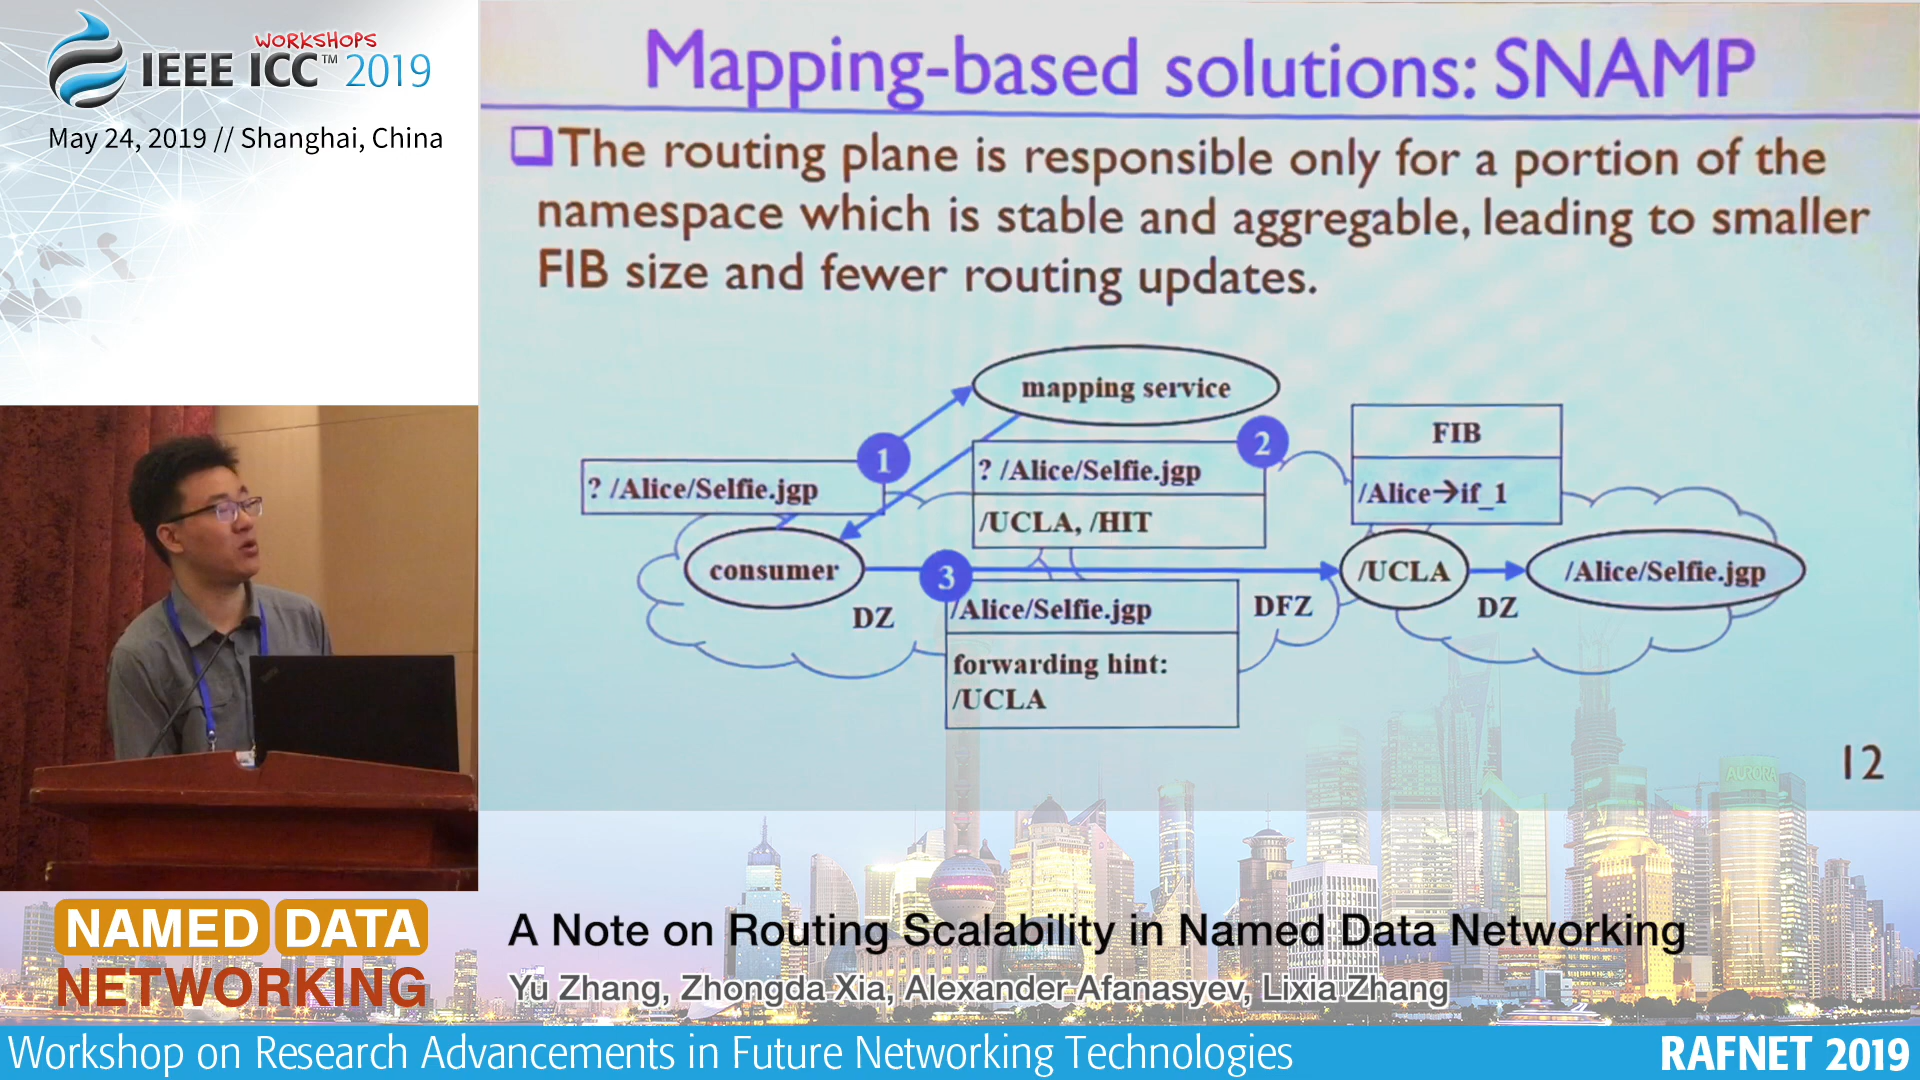 WORKSHOPS
IEEE ICC™ 2019
May 24, 2019 // Shanghai, China
Mapping-based solutions: SNAMP
The routing plane is responsible only for a portion of the
namespace which is stable and aggregable, leading to smaller
FIB size and fewer routing updates.
mapping service
1
? /Alice/Selfie.jgp
2
? /Alice/Selfie.jgp
/UCLA, /HIT
FIB
/Alice→if_1
consumer
3
/UCLA
/Alice/Selfie.jgp
DZ
/Alice/Selfie.jgp
forwarding hint:
/UCLA
DFZ
DZ
12
AURORA
NAMED DATA
NETWORKING
A Note on Routing Scalability in Named Data Networking
Yu Zhang, Zhongda Xia, Alexander Afanasyev, Lixia Zhang
Workshop on Research Advancements in Future Networking Technologies
RAFNET 2019